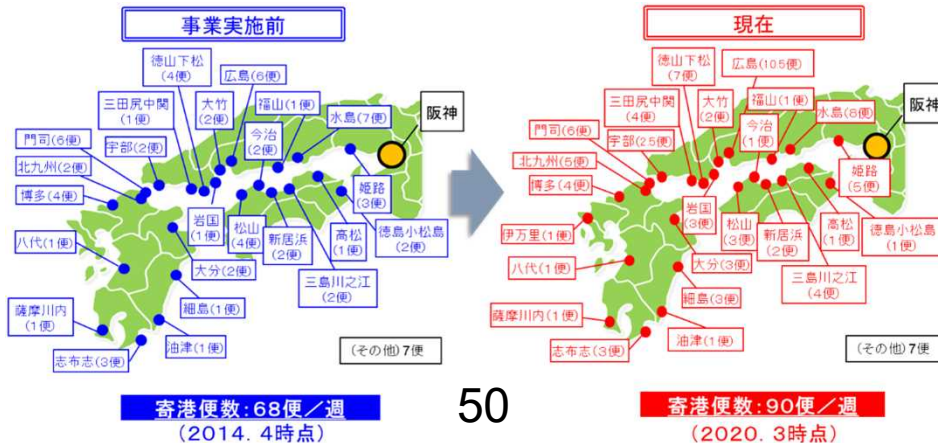 事業実施前
徳山下松
(4便)
広島(6便)
三田尻中関
(1便)
大竹
(2便)
福山(1便)
水島(7便)
阪神
門司(6便)
宇部(2便)
今治
(2便)
北九州(2便)
博多(4便)
姫路
(3便)
岩国
(1便)
松山
(4便)
新居浜
(2便)
高松
(1便)
徳島小松島
(2便)
八代(1便)
大分(2便)
三島川之江
(2便)
細島(1便)
薩摩川内
(1便)
油津(1便)
志布志(3便)
(その他)7便
寄港便数:68便/週
(2014.4時点)
50
現在
徳山下松
(7便)
広島(10.5便)
三田尻中関
(4便)
大竹
(2便)
福山(1便)
水島(8便)
阪神
門司(6便)
宇部(2.5便)
今治
(1便)
北九州(5便)
博多(4便)
姫路
(5便)
伊万里(1便)
岩国
(3便)
松山
(3便)
新居浜
(2便)
高松
(1便)
徳島小松島
(1便)
八代(1便)
大分(3便)
三島川之江
(4便)
細島(3便)
薩摩川内(1便)
油津(1便)
志布志(3便)
(その他)7便
寄港便数:90便/週
(2020.3時点)